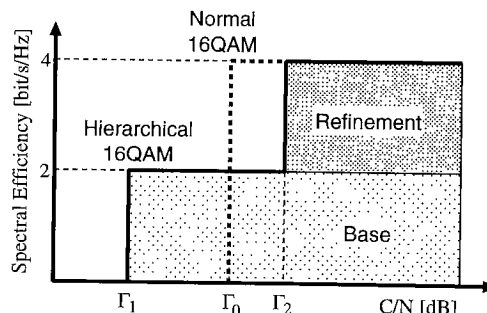 Normal
16QAM
Spectral Efficiency [bit/s/Hz]
4
Hierarchical
16QAM
Refinement
2
Base
Γ1
Γ0
Γ2
C/N [dB]